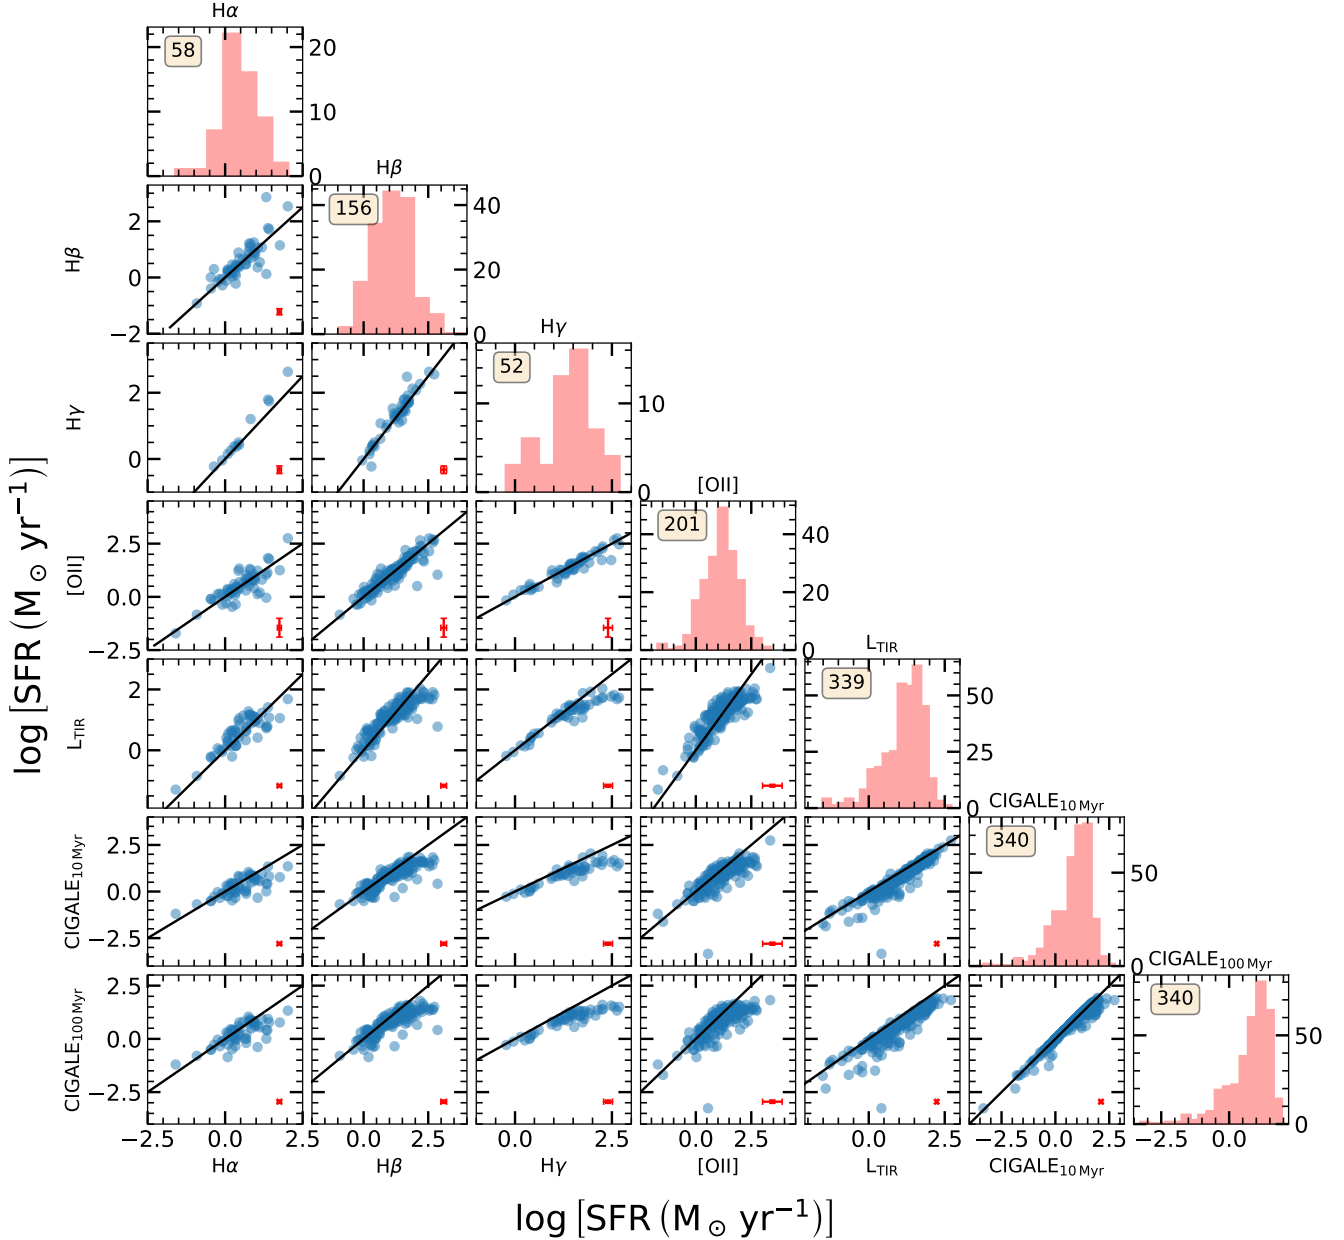 Hα
58
20
10
0
Hβ
Hβ
2
0
−2
156
40
20
0
Hγ
Hγ
2
0
52
10
0
[OII]
[OII]
2.5
0.0
−2.5
201
40
20
0
L_TIR
L_TIR
2
0
339
50
25
0
CIGALE_10 Myr
CIGALE_10 Myr
2.5
0.0
−2.5
340
50
0
CIGALE_100 Myr
CIGALE_100 Myr
2.5
0.0
−2.5
340
50
0
−2.5 0.0 2.5 0.0 2.5 0.0 2.5 0.0 2.5 0.0 2.5 −2.5 0.0 2.5 −2.5 0.0
Hα Hβ Hγ [OII] L_TIR CIGALE_10 Myr
log [SFR (M⊙ yr⁻¹)]
log [SFR (M⊙ yr⁻¹)]